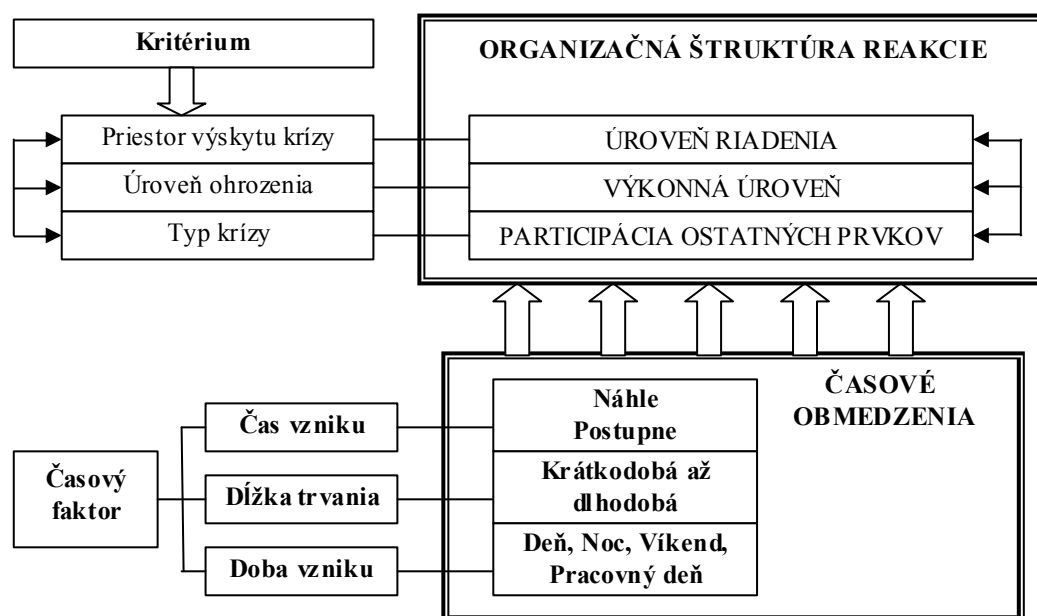 Kritérium
ORGANIZAČNÁ ŠTRUKTÚRA REAKCIE
Priestor výskytu krízy
ÚROVEŇ RIADENIA
Úroveň ohrozenia
VÝKONNÁ ÚROVEŇ
Typ krízy
PARTICIPÁCIA OSTATNÝCH PRVKOV
ČASOVÉ
OBMEDZENIA
Časový
faktor
Čas vzniku
Náhle
Postupne
Dĺžka trvania
Krátkodobá až
dlhodobá
Doba vzniku
Deň, Noc, Víkend,
Pracovný deň